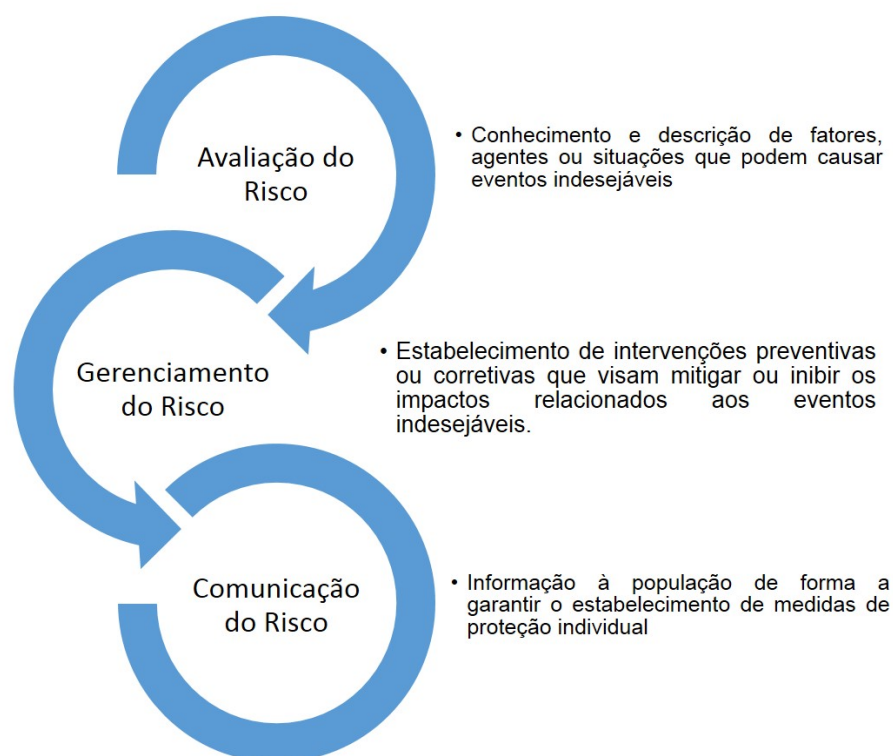 Avaliação do
Risco
• Conhecimento e descrição de fatores,
agentes ou situações que podem causar
eventos indesejáveis
Gerenciamento
do Risco
• Estabelecimento de intervenções preventivas
ou corretivas que visam mitigar ou inibir os
impactos relacionados aos eventos
indesejáveis.
Comunicação
do Risco
• Informação à população de forma a
garantir o estabelecimento de medidas de
proteção individual